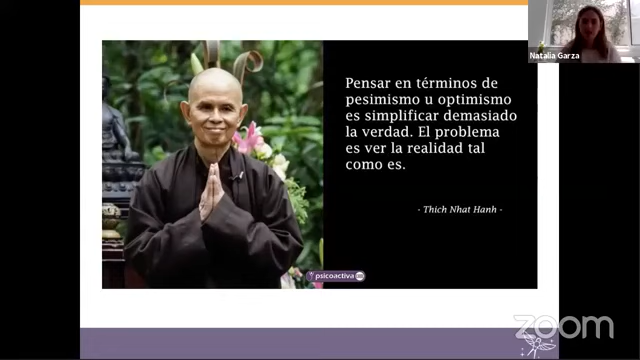 Natalia Garza
Pensar en términos de
pesimismo u optimismo
es simplificar demasiado
la verdad. El problema
es ver la realidad tal
como es.
- Thich Nhat Hanh -
psicoactiva
zoom